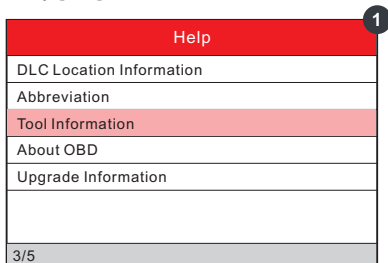 1
Help
DLC Location Information
Abbreviation
Tool Information
About OBD
Upgrade Information
3/5